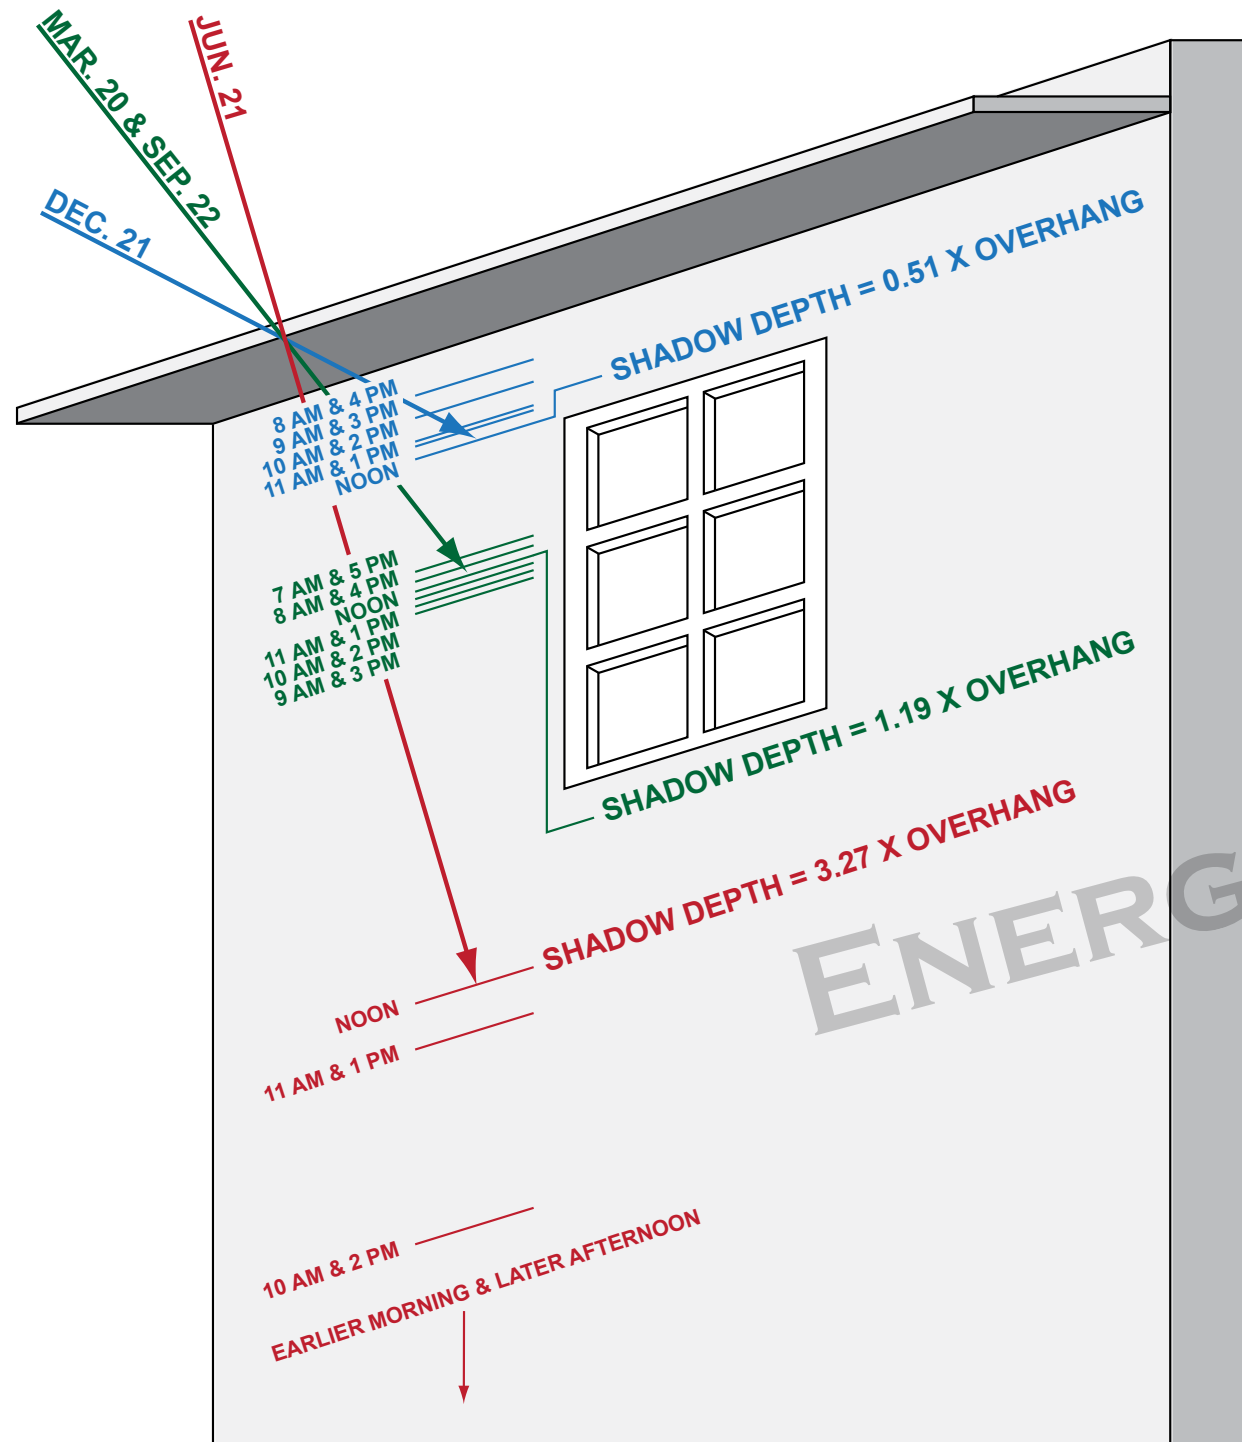 JUN. 21
MAR. 20 & SEP. 22
DEC. 21
SHADOW DEPTH = 0.51 X OVERHANG
8 AM & 4 PM
9 AM & 3 PM
10 AM & 2 PM
11 AM & 1 PM
NOON
7 AM & 5 PM
8 AM & 4 PM
NOON
11 AM & 1 PM
10 AM & 2 PM
9 AM & 3 PM
SHADOW DEPTH = 1.19 X OVERHANG
SHADOW DEPTH = 3.27 X OVERHANG
ENERG
NOON
11 AM & 1 PM
10 AM & 2 PM
EARLIER MORNING & LATER AFTERNOON